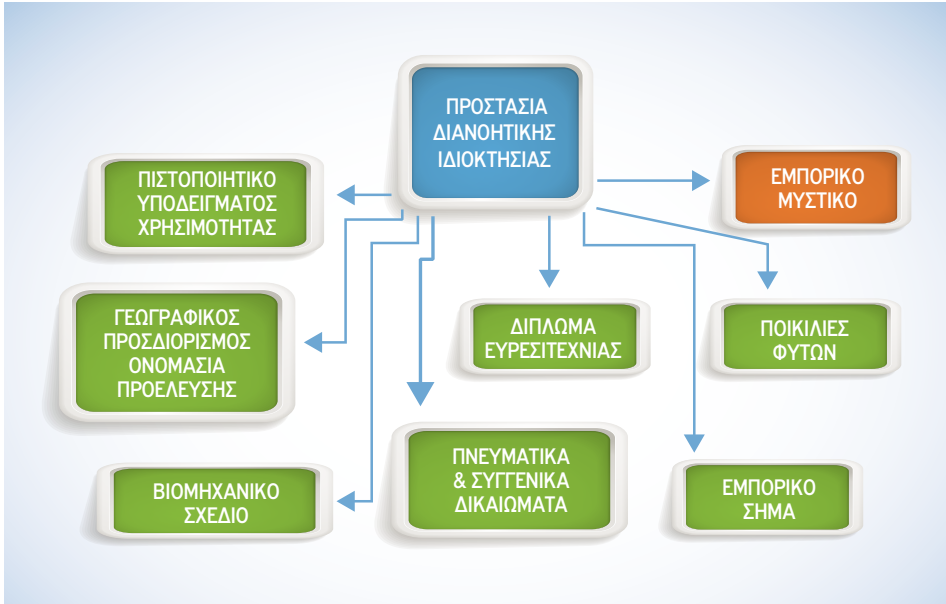 ΠΡΟΣΤΑΣΙΑ
ΔΙΑΝΟΗΤΙΚΗΣ
ΙΔΙΟΚΤΗΣΙΑΣ
ΠΙΣΤΟΠΟΙΗΤΙΚΟ
ΥΠΟΔΕΙΓΜΑΤΟΣ
ΧΡΗΣΙΜΟΤΗΤΑΣ
ΕΜΠΟΡΙΚΟ
ΜΥΣΤΙΚΟ
ΓΕΩΓΡΑΦΙΚΟΣ
ΠΡΟΣΔΙΟΡΙΣΜΟΣ
ΟΝΟΜΑΣΙΑ
ΠΡΟΕΛΕΥΣΗΣ
ΔΙΠΛΩΜΑ
ΕΥΡΕΣΙΤΕΧΝΙΑΣ
ΠΟΙΚΙΛΙΕΣ
ΦΥΤΩΝ
ΒΙΟΜΗΧΑΝΙΚΟ
ΣΧΕΔΙΟ
ΠΝΕΥΜΑΤΙΚΑ
& ΣΥΓΓΕΝΙΚΑ
ΔΙΚΑΙΩΜΑΤΑ
ΕΜΠΟΡΙΚΟ
ΣΗΜΑ